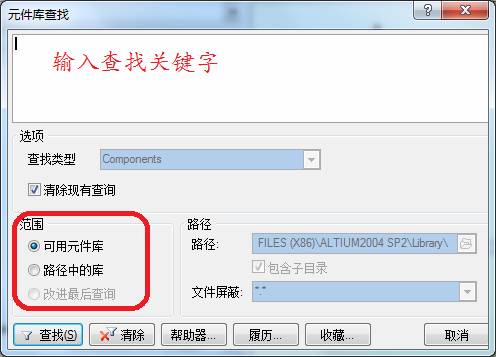 元件库查找
输入查找关键字
选项
查找类型
Components
清除现有查询
范围
可用元件库
路径中的库
改进最后查询
路径
路径:
FILES (X86)\ALTIUM2004 SP2\Library\
包含子目录
文件屏蔽:
*.*
查找(S)
清除
帮助器...
履历...
收藏...
取消